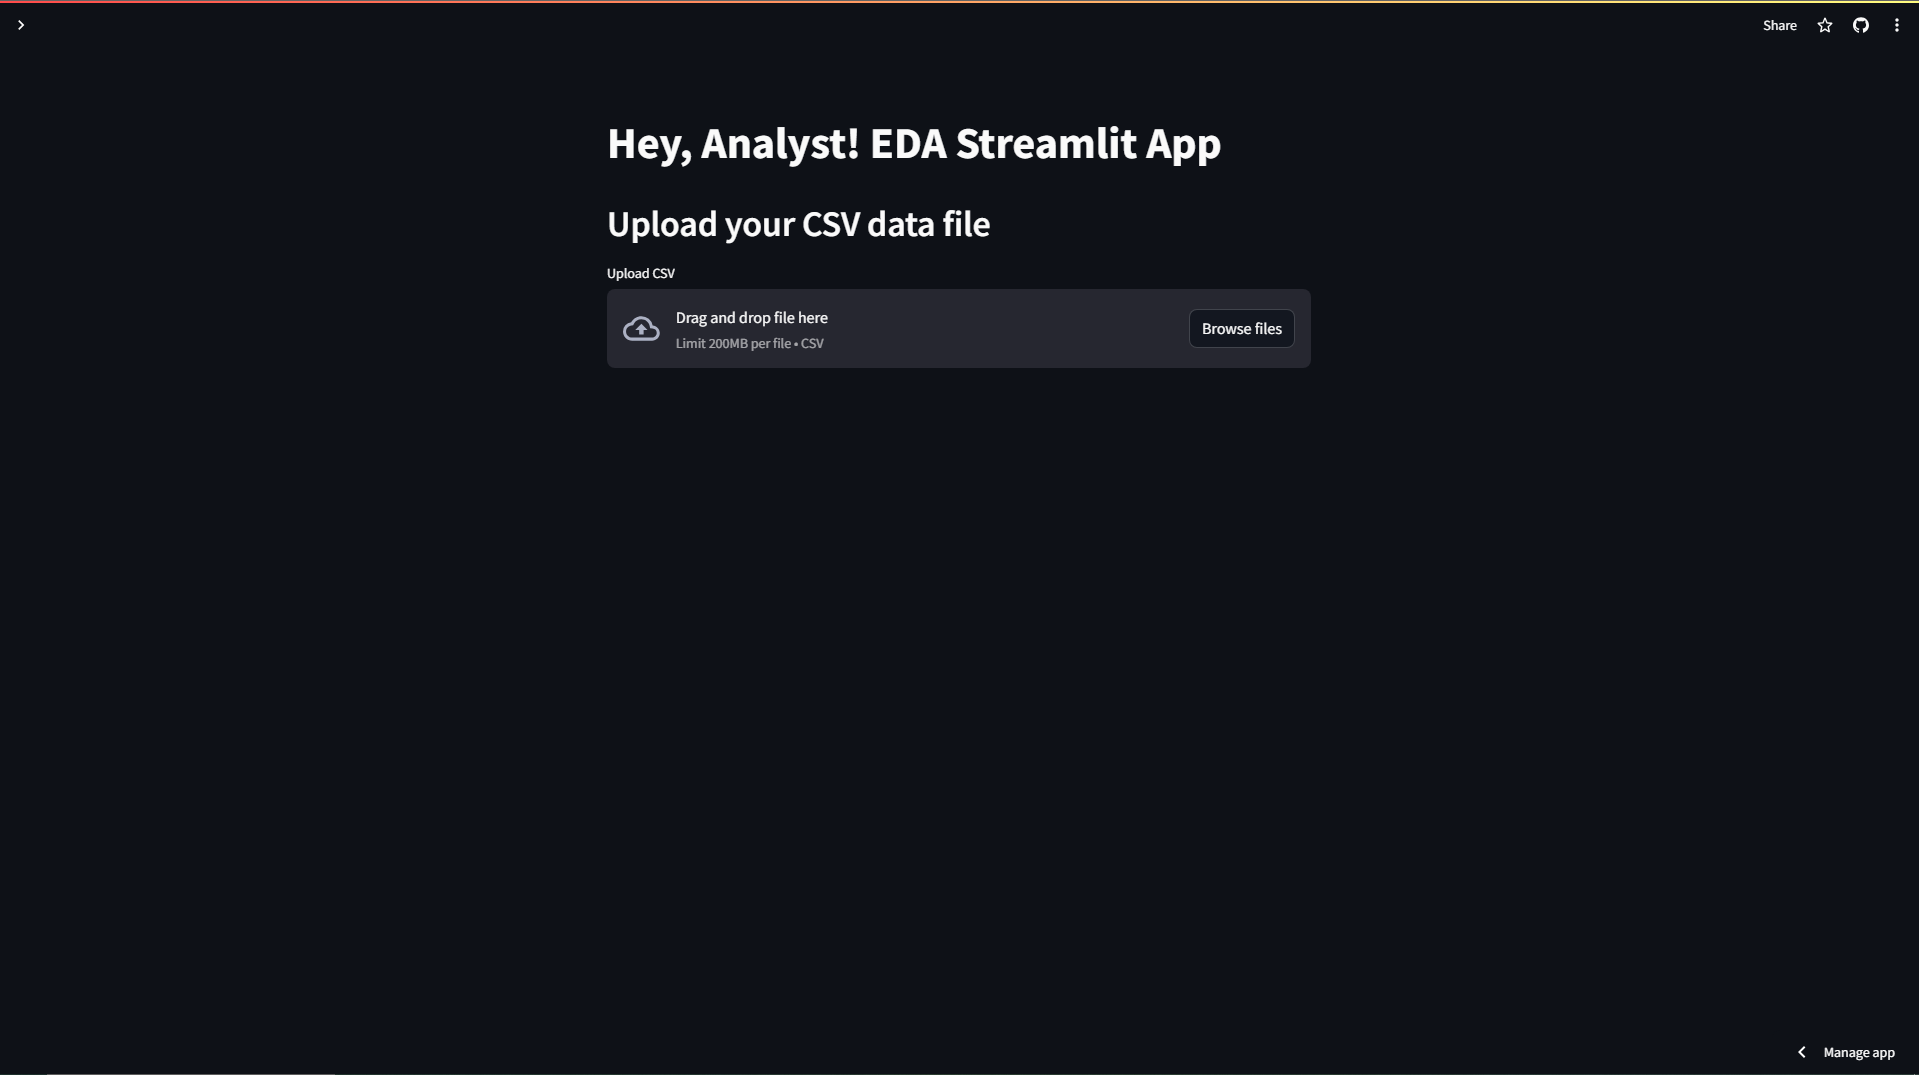 Share
Hey, Analyst! EDA Streamlit App
Upload your CSV data file
Upload CSV
Drag and drop file here
Limit 200MB per file • CSV
Browse files
Manage app